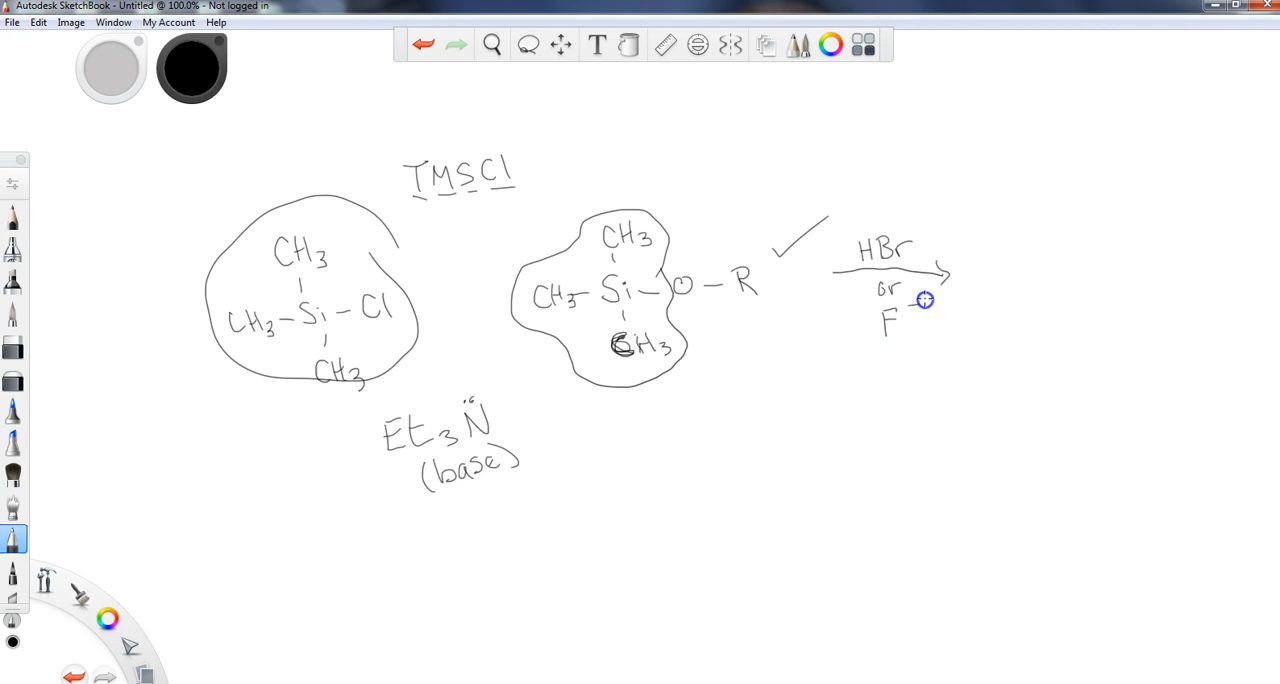 Autodesk SketchBook - Untitled @ 100.0% - Not logged in
File Edit Image Window My Account Help
T
TMSCl
CH3
CH3-Si-Cl
CH3
CH3
CH3-Si-O-R
CH3
HBr
or
F-
Et3N̈
(base)